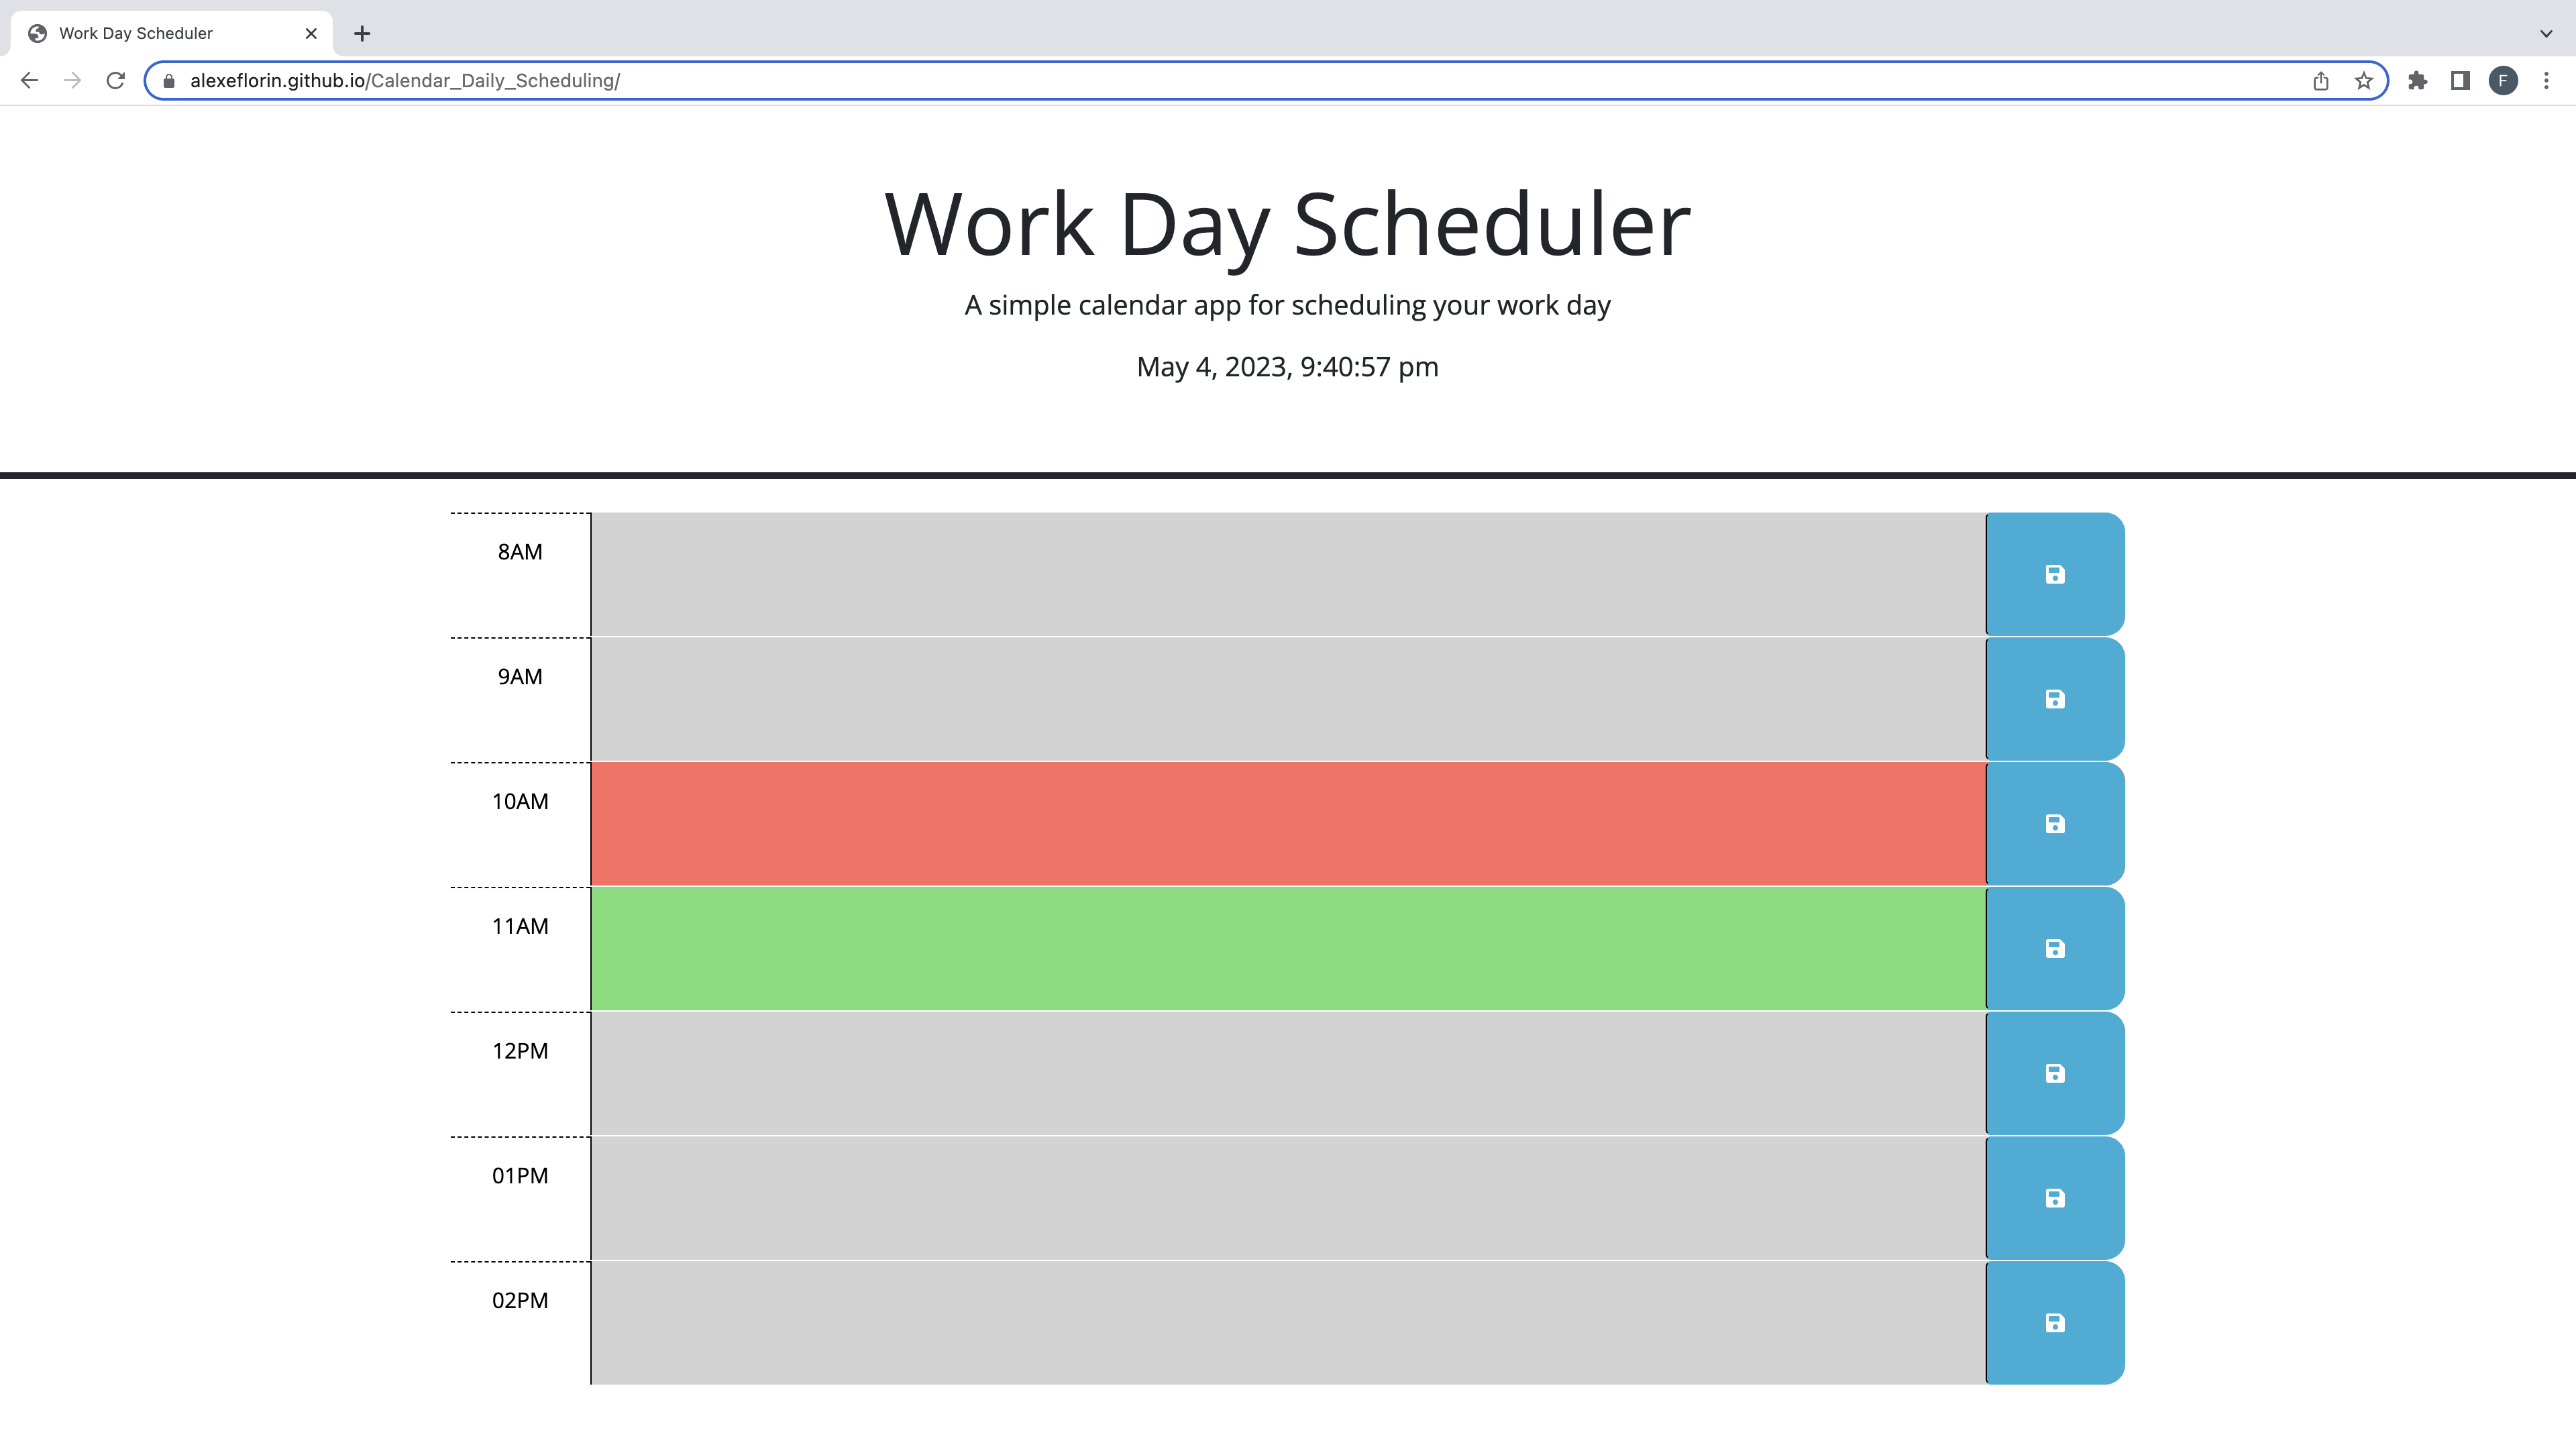 Work Day Scheduler
alexeflorin.github.io/Calendar_Daily_Scheduling/
F
Work Day Scheduler
A simple calendar app for scheduling your work day
May 4, 2023, 9:40:57 pm
8AM
9AM
10AM
11AM
12PM
01PM
02PM